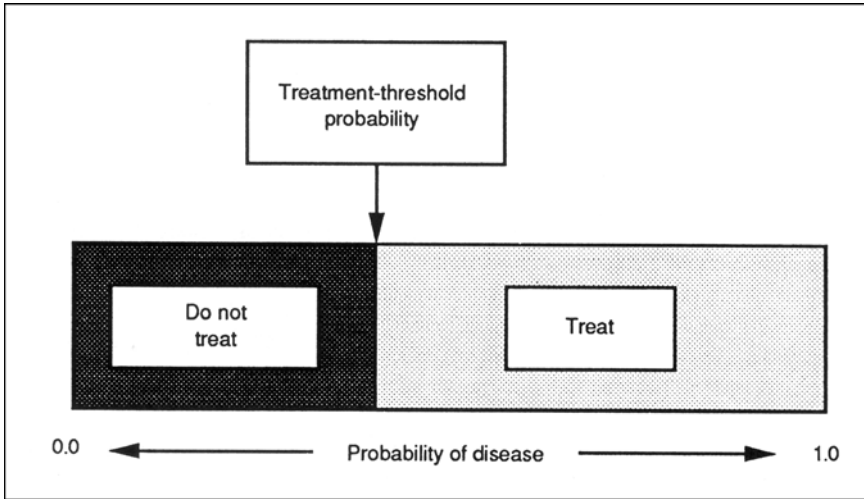 Treatment-threshold
probability
Do not
treat
Treat
0.0
Probability of disease
1.0